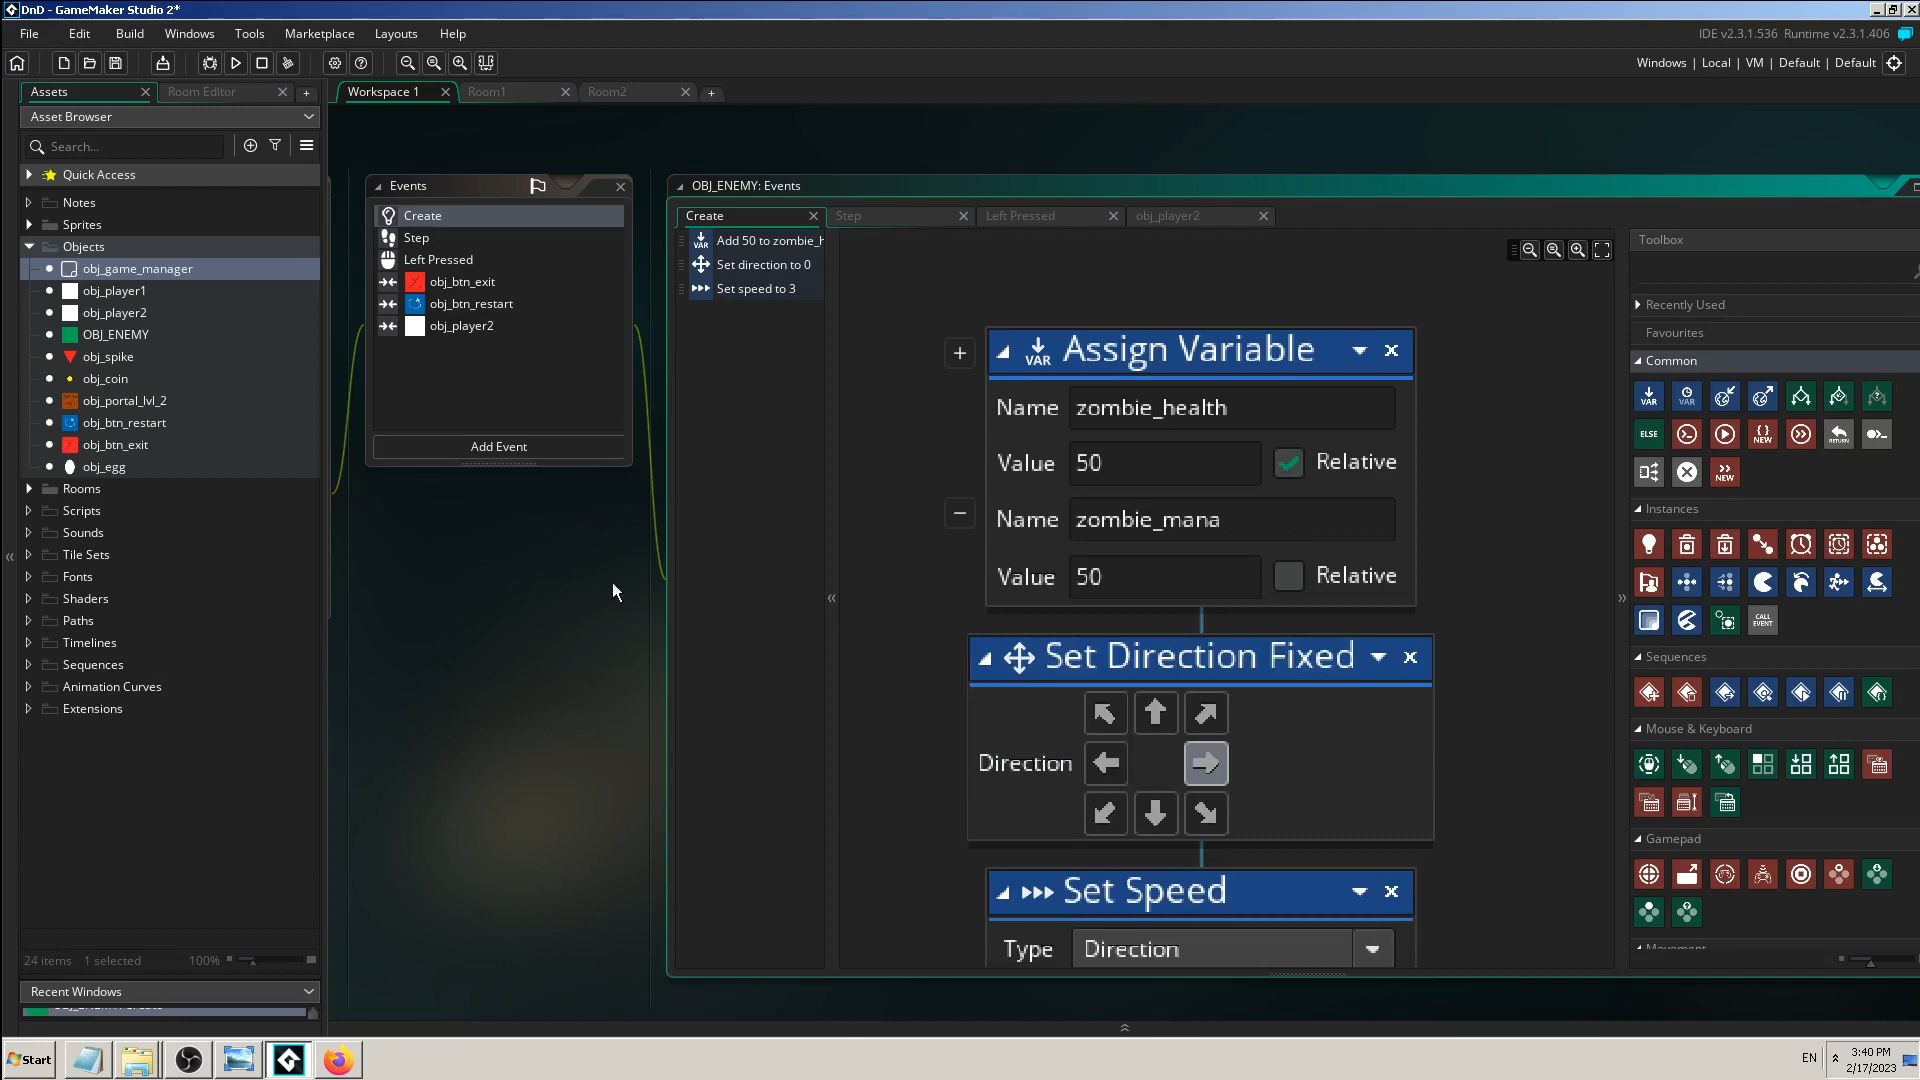 DnD - GameMaker Studio 2*
File Edit Build Windows Tools Marketplace Layouts Help
IDE v2.3.1.536 Runtime v2.3.1.406
Windows | Local | VM | Default | Default
Assets
Room Editor
Workspace 1
Room1
Room2
Asset Browser
Search...
Quick Access
Notes
Sprites
Objects
obj_game_manager
obj_player1
obj_player2
OBJ_ENEMY
obj_spike
obj_coin
obj_portal_lvl_2
obj_btn_restart
obj_btn_exit
obj_egg
Rooms
Scripts
Sounds
Tile Sets
Fonts
Shaders
Paths
Timelines
Sequences
Animation Curves
Extensions
24 items 1 selected 100%
Recent Windows
Events
Create
Step
Left Pressed
obj_btn_exit
obj_btn_restart
obj_player2
Add Event
OBJ_ENEMY: Events
Create
Step
Left Pressed
obj_player2
Add 50 to zombie_h
Set direction to 0
Set speed to 3
VAR Assign Variable
Name zombie_health
Value 50 Relative
Name zombie_mana
Value 50 Relative
Set Direction Fixed
Direction
Set Speed
Type Direction
Toolbox
Recently Used
Favourites
Common
VAR
VAR
ELSE
NEW
RETURN
NEW
Instances
CALL EVENT
Sequences
Mouse & Keyboard
Gamepad
Movement
Start
EN
3:40 PM
2/17/2023